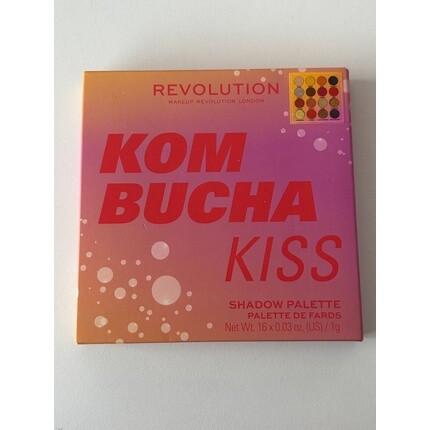 REVOLUTION
MAKEUP REVOLUTION LONDON
KOM
BUCHA
KISS
SHADOW PALETTE
PALETTE DE FARDS
Net Wt. 16 x 0.03 oz, (US) / 1g